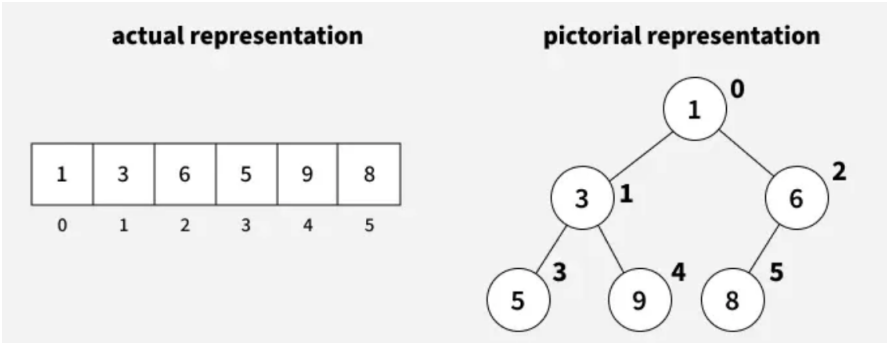 actual representation
1 3 6 5 9 8
0 1 2 3 4 5
pictorial representation
1 0
3 1 6 2
5 3 9 4 8 5